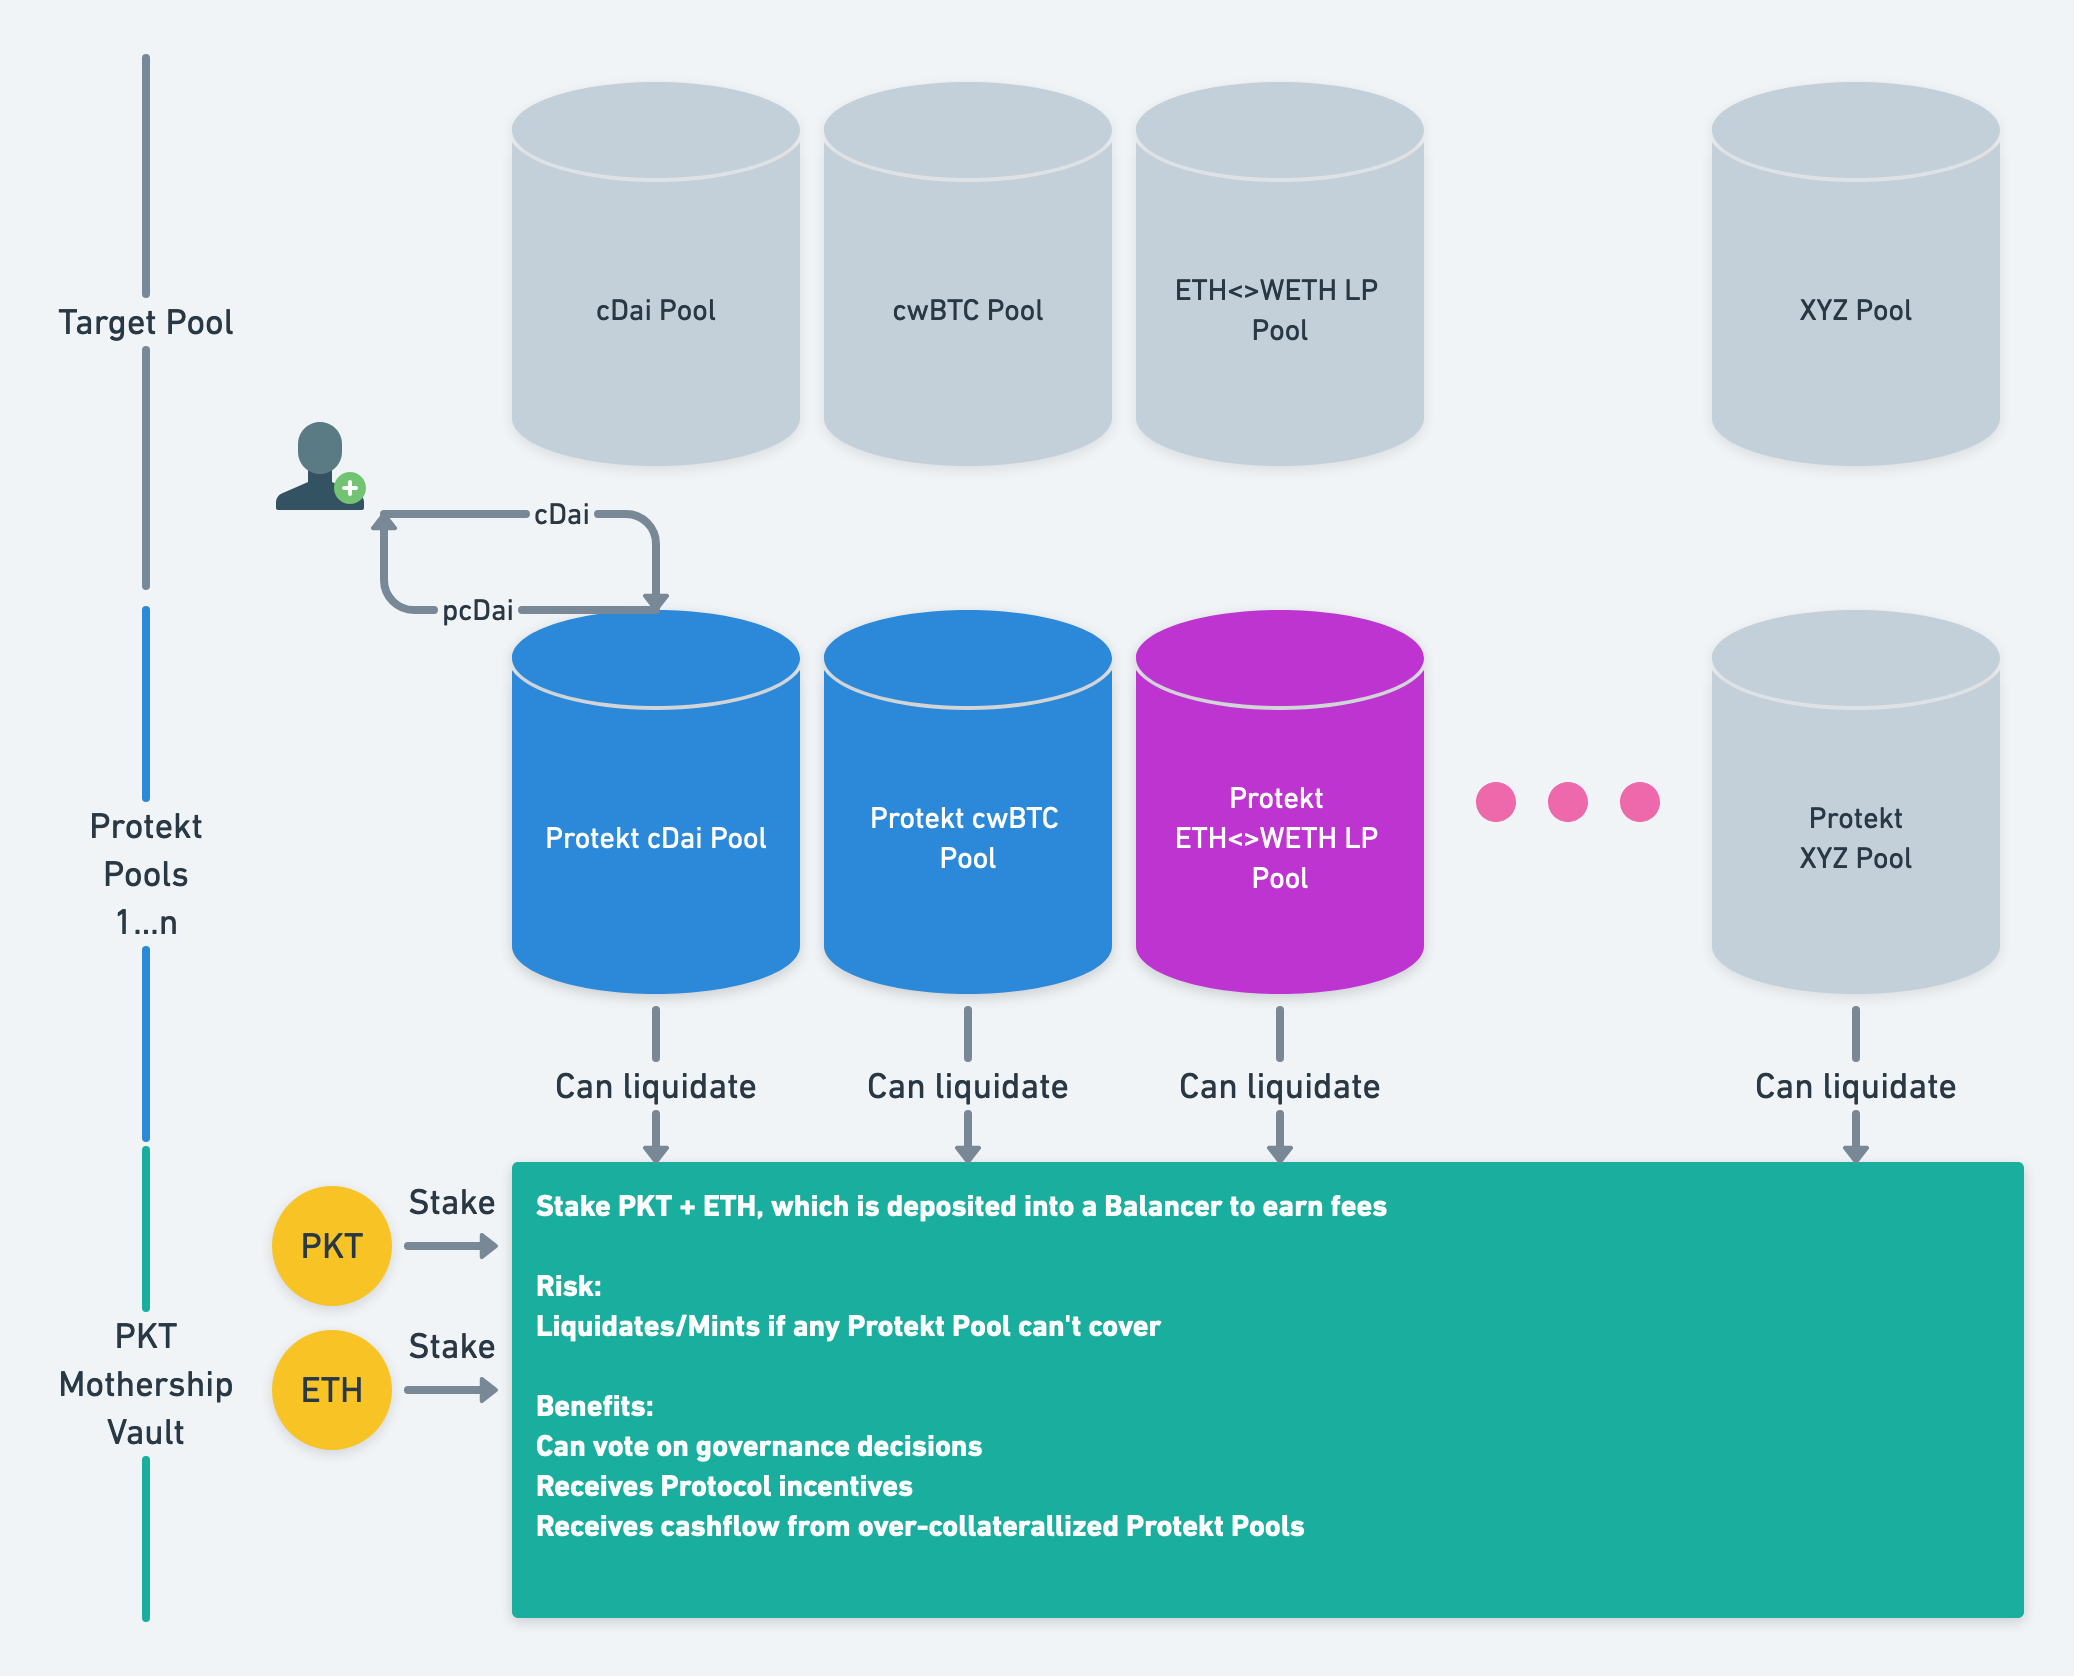 Target Pool
cDai Pool
cwBTC Pool
ETH<>WETH LP
Pool
XYZ Pool
cDai
pcDai
Protekt
Pools
1...n
Protekt cDai Pool
Protekt cwBTC
Pool
Protekt
ETH<>WETH LP
Pool
Protekt
XYZ Pool
Can liquidate
Can liquidate
Can liquidate
Can liquidate
PKT
Mothership
Vault
PKT
Stake
ETH
Stake
Stake PKT + ETH, which is deposited into a Balancer to earn fees
Risk:
Liquidates/Mints if any Protekt Pool can't cover
Benefits:
Can vote on governance decisions
Receives Protocol incentives
Receives cashflow from over-collaterallized Protekt Pools